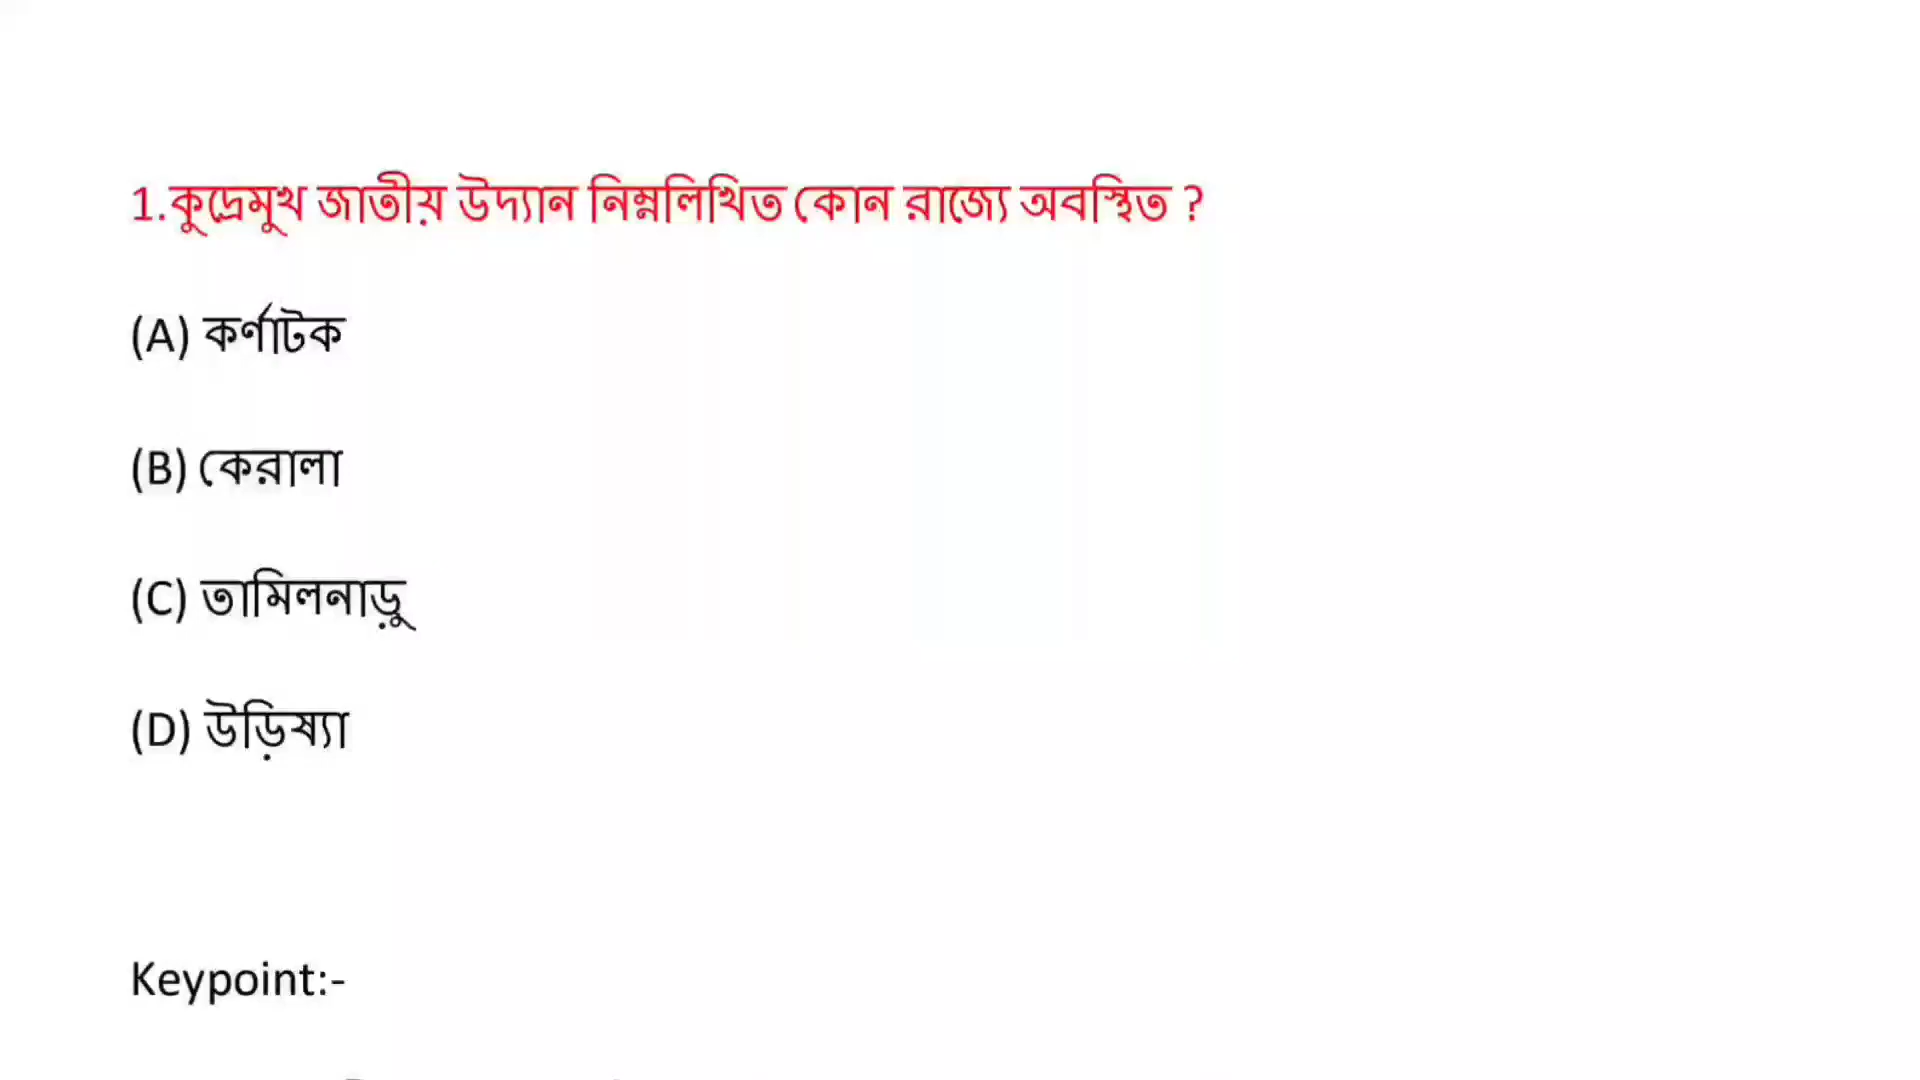 1.কুদ্রেমুখ জাতীয় উদ্যান নিম্নলিখিত কোন রাজ্যে অবস্থিত ?
(A) কর্ণাটক
(B) কেরালা
(C) তামিলনাড়ু
(D) উড়িষ্যা
Keypoint:-